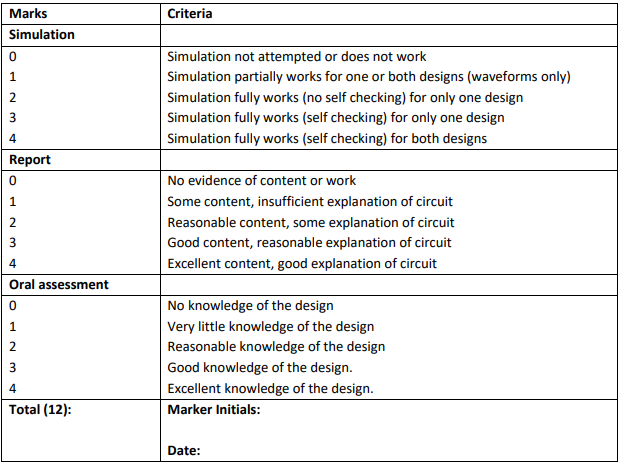 Marks Criteria
Simulation
0 Simulation not attempted or does not work
1 Simulation partially works for one or both designs (waveforms only)
2 Simulation fully works (no self checking) for only one design
3 Simulation fully works (self checking) for only one design
4 Simulation fully works (self checking) for both designs
Report
0 No evidence of content or work
1 Some content, insufficient explanation of circuit
2 Reasonable content, some explanation of circuit
3 Good content, reasonable explanation of circuit
4 Excellent content, good explanation of circuit
Oral assessment
0 No knowledge of the design
1 Very little knowledge of the design
2 Reasonable knowledge of the design
3 Good knowledge of the design.
4 Excellent knowledge of the design.
Total (12): Marker Initials:
Date: